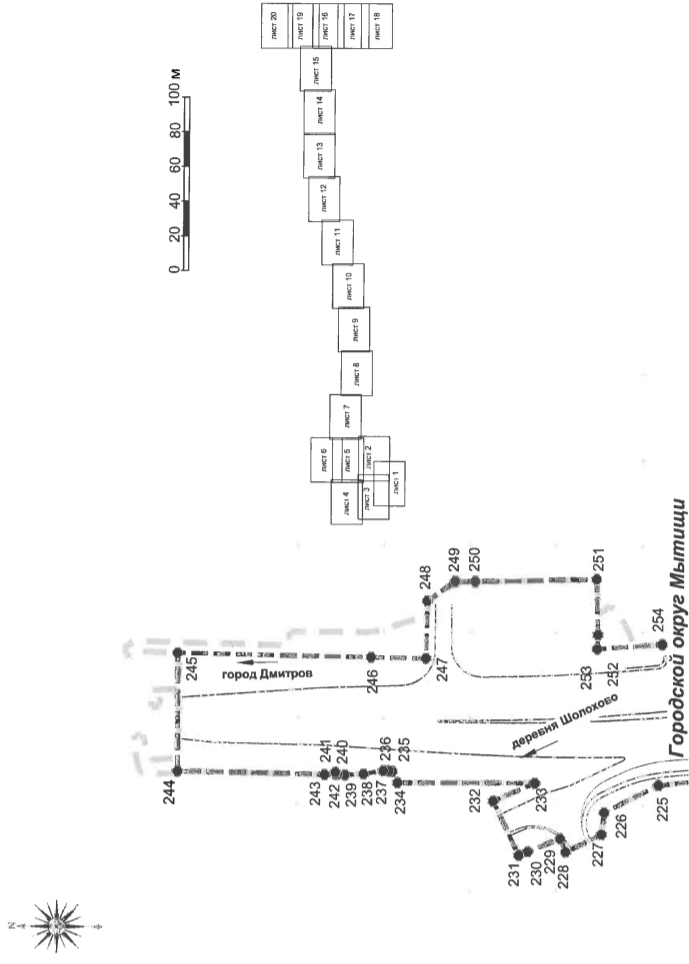 лист 20
лист 19
лист 16
лист 17
лист 18
лист 15
лист 14
лист 13
лист 12
лист 11
лист 10
лист 9
лист 8
лист 7
лист 6
лист 5
лист 2
лист 4
лист 3
лист 1
0 20 40 60 80 100 м
N
244
245
город Дмитров
246
247
248
249
250
251
253
252
254
243
241
242
240
239
238
237
236
235
234
232
233
231
230
229
228
227
226
225
деревня Шолохово
Городской округ Мытищи